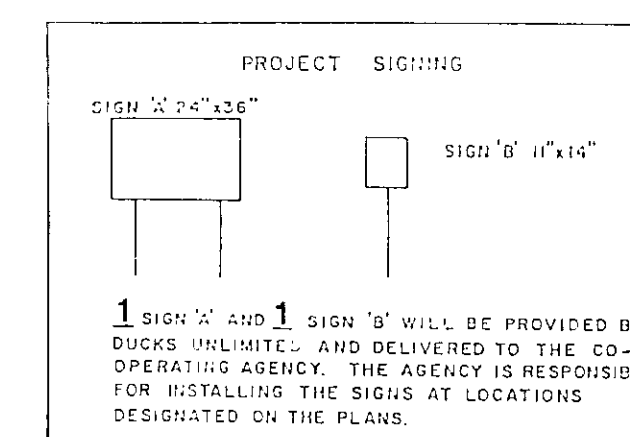 PROJECT SIGNING
SIGN 'A' 24"x36"
SIGN 'B' 11"x14"
1 SIGN 'A' AND 1 SIGN 'B' WILL BE PROVIDED B
DUCKS UNLIMITED AND DELIVERED TO THE CO-
OPERATING AGENCY. THE AGENCY IS RESPONSIB
FOR INSTALLING THE SIGNS AT LOCATIONS
DESIGNATED ON THE PLANS.